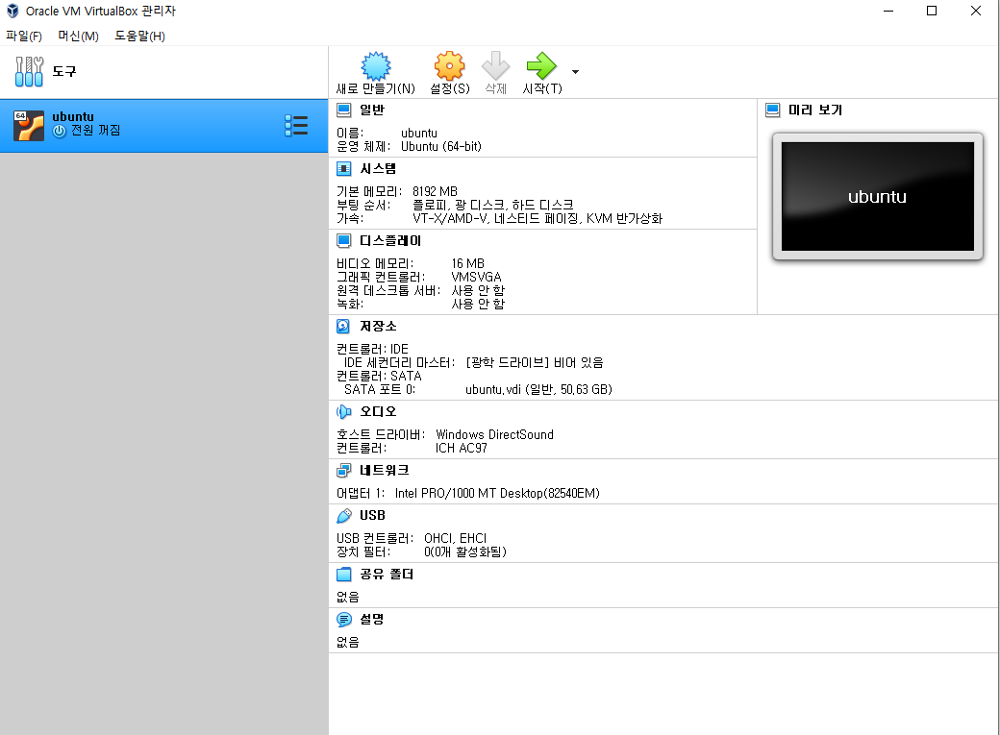 Oracle VM VirtualBox 관리자
파일(F) 머신(M) 도움말(H)
도구
새로 만들기(N) 설정(S) 삭제 시작(T)
64
ubuntu
전원 꺼짐
일반
이름: ubuntu
운영 체제: Ubuntu (64-bit)
시스템
기본 메모리: 8192 MB
부팅 순서: 플로피, 광 디스크, 하드 디스크
가속: VT-X/AMD-V, 네스티드 페이징, KVM 반가상화
디스플레이
비디오 메모리: 16 MB
그래픽 컨트롤러: VMSVGA
원격 데스크톱 서버: 사용 안 함
녹화: 사용 안 함
미리 보기
ubuntu
저장소
컨트롤러: IDE
IDE 세컨더리 마스터: [광학 드라이브] 비어 있음
컨트롤러: SATA
SATA 포트 0: ubuntu.vdi (일반, 50.63 GB)
오디오
호스트 드라이버: Windows DirectSound
컨트롤러: ICH AC97
네트워크
어댑터 1: Intel PRO/1000 MT Desktop(82540EM)
USB
USB 컨트롤러: OHCI, EHCI
장치 필터: 0(0개 활성화됨)
공유 폴더
없음
설명
없음